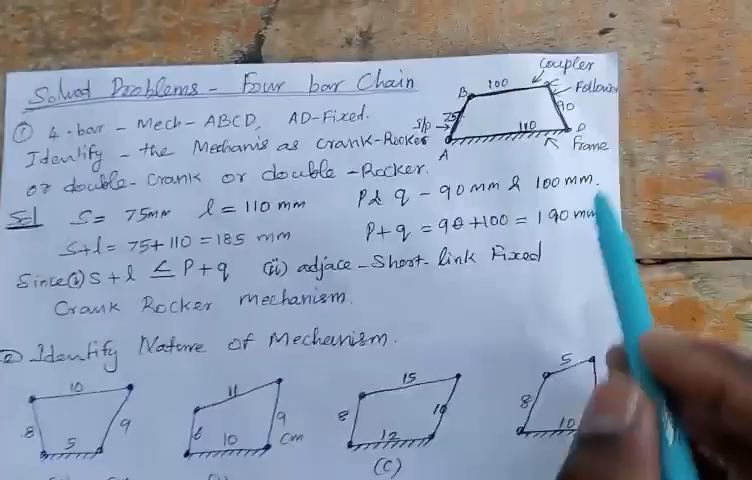 Solved Problems - Four bar Chain
① 4-bar - Mech- ABCD, AD-Fixed.
Identify - the Mechanis as crank-Rocker
or double-Crank or double-Rocker.
Coupler
B 100 C
Follower
75 90
S/p 110 D
A Frame
Sol S = 75mm l = 110 mm P& q - 90mm & 100mm.
S+l = 75+110 = 185 mm P+q = 90+100 = 190 mm
Since(i) S+l ≤ P+q (ii) adjace-Short-link Fixed
Crank Rocker mechanism.
② Identify Nature of Mechanism.
10 8 9 5
11 6 9 10 Cm
15 8 10 12
(C)
5 8 10